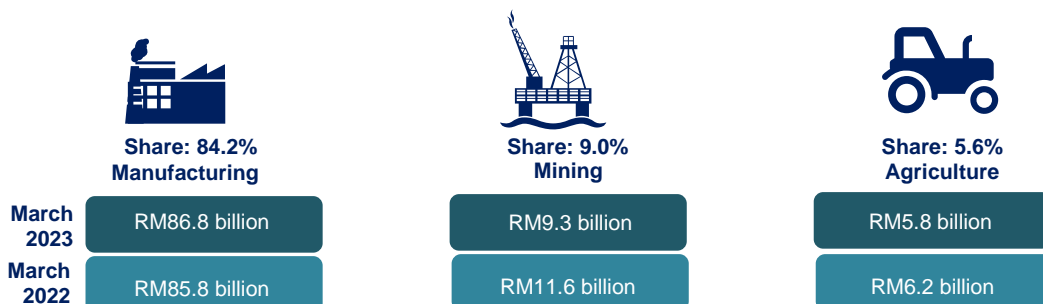 Share: 84.2%
Manufacturing
Share: 9.0%
Mining
Share: 5.6%
Agriculture
March
2023
RM86.8 billion
RM9.3 billion
RM5.8 billion
March
2022
RM85.8 billion
RM11.6 billion
RM6.2 billion